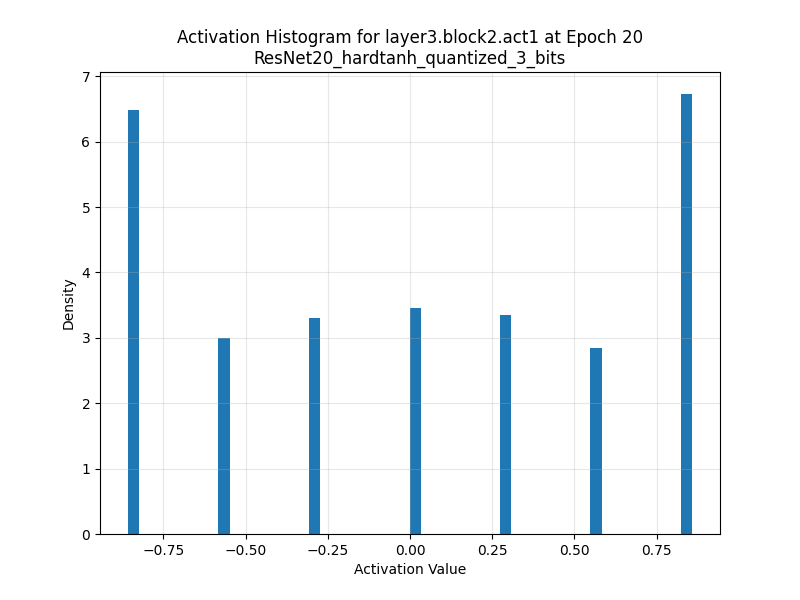 Activation Histogram for layer3.block2.act1 at Epoch 20
ResNet20_hardtanh_quantized_3_bits
7
6
5
4
3
2
1
0
Density
−0.75 −0.50 −0.25 0.00 0.25 0.50 0.75
Activation Value